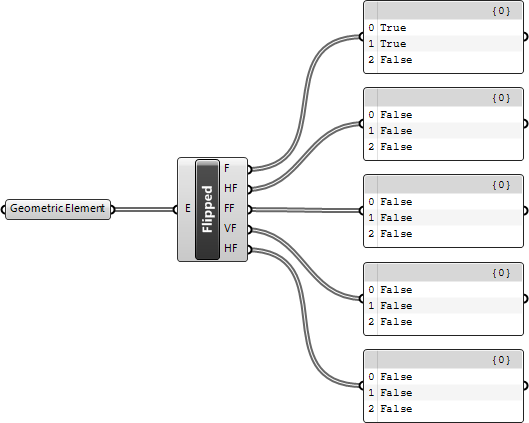 {0}
0 True
1 True
2 False
{0}
0 False
1 False
2 False
Geometric Element
E
Flipped
F
HF
FF
VF
HF
{0}
0 False
1 False
2 False
{0}
0 False
1 False
2 False
{0}
0 False
1 False
2 False